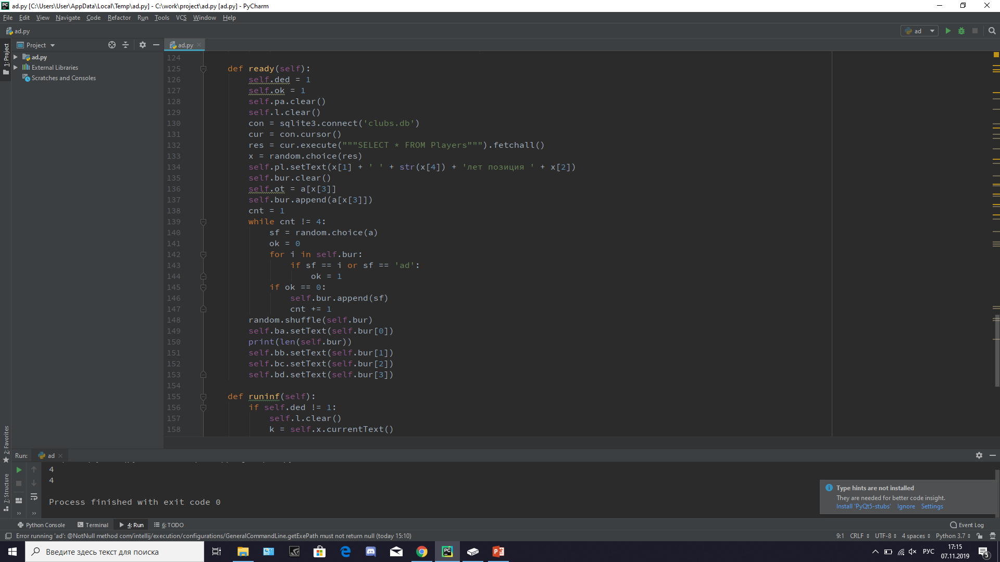 ad.py [C:\Users\User\AppData\Local\Temp\ad.py] - C:\work\project\ad.py [ad.py] - PyCharm
File Edit View Navigate Code Refactor Run Tools VCS Window Help
ad.py
ad
1: Project
Project
ad.py
ad.py
External Libraries
Scratches and Consoles
124
125 def ready(self):
126 self.ded = 1
127 self.ok = 1
128 self.pa.clear()
129 self.l.clear()
130 con = sqlite3.connect('clubs.db')
131 cur = con.cursor()
132 res = cur.execute("""SELECT * FROM Players""").fetchall()
133 x = random.choice(res)
134 self.pl.setText(x[1] + ' ' + str(x[4]) + 'лет позиция ' + x[2])
135 self.bur.clear()
136 self.ot = a[x[3]]
137 self.bur.append(a[x[3]])
138 cnt = 1
139 while cnt != 4:
140 sf = random.choice(a)
141 ok = 0
142 for i in self.bur:
143 if sf == i or sf == 'ad':
144 ok = 1
145 if ok == 0:
146 self.bur.append(sf)
147 cnt += 1
148 random.shuffle(self.bur)
149 self.ba.setText(self.bur[0])
150 print(len(self.bur))
151 self.bb.setText(self.bur[1])
152 self.bc.setText(self.bur[2])
153 self.bd.setText(self.bur[3])
154
155 def runinf(self):
156 if self.ded != 1:
157 self.l.clear()
158 k = self.x.currentText()
2: Favorites
7: Structure
Run: ad
4
4
Process finished with exit code 0
Type hints are not installed
They are needed for better code insight.
Install 'PyQt5-stubs' Ignore Settings
Python Console Terminal 4: Run 6: TODO Event Log
Error running 'ad': @NotNull method com/intellij/execution/configurations/GeneralCommandLine.getExePath must not return null (today 15:10) 9:1 CRLF UTF-8 4 spaces Python 3.7
Введите здесь текст для поиска
РУС
17:15
07.11.2019
5